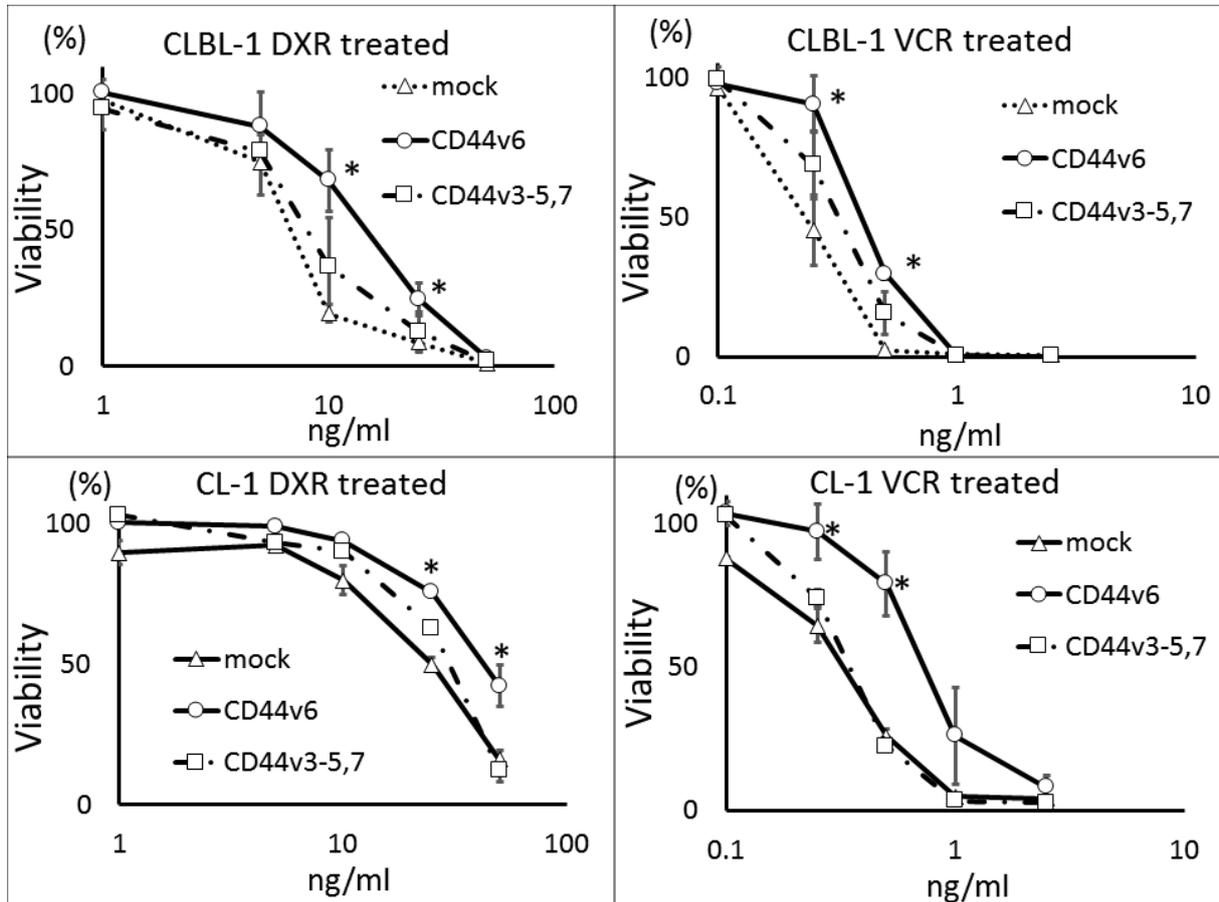 (%)
CLBL-1 DXR treated
mock
CD44v6
CD44v3-5,7
100
50
0
Viability
1
10
100
ng/ml
(%)
CLBL-1 VCR treated
mock
CD44v6
CD44v3-5,7
100
50
0
Viability
*
*
*
*
0.1
1
10
ng/ml
(%)
CL-1 DXR treated
mock
CD44v6
CD44v3-5,7
100
50
0
Viability
*
*
1
10
100
ng/ml
(%)
CL-1 VCR treated
mock
CD44v6
CD44v3-5,7
100
50
0
Viability
*
*
0.1
1
10
ng/ml